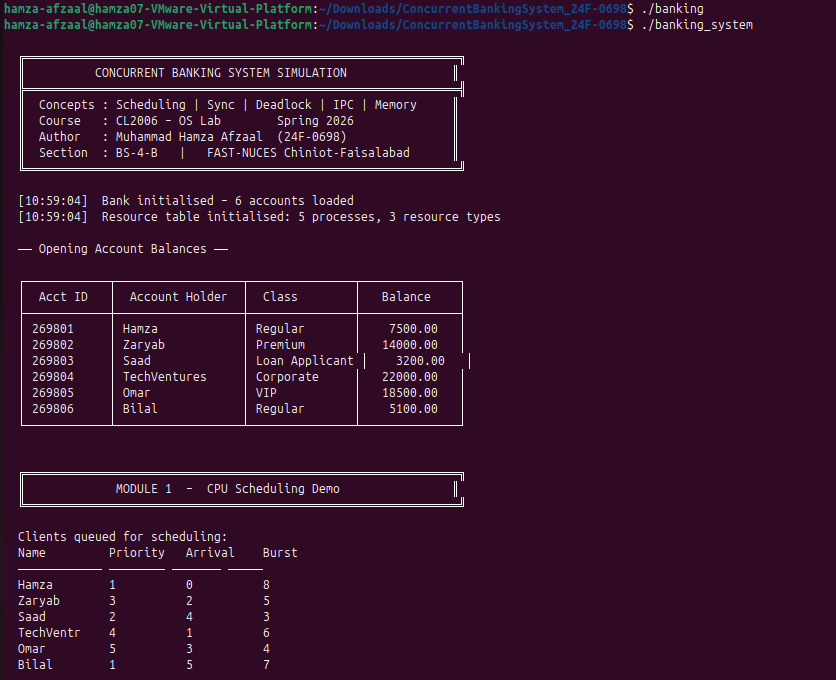 hamza-afzaal@hamza07-VMware-Virtual-Platform:~/Downloads/ConcurrentBankingSystem_24F-0698$ ./banking
hamza-afzaal@hamza07-VMware-Virtual-Platform:~/Downloads/ConcurrentBankingSystem_24F-0698$ ./banking_system
CONCURRENT BANKING SYSTEM SIMULATION
Concepts : Scheduling | Sync | Deadlock | IPC | Memory
Course : CL2006 – OS Lab Spring 2026
Author : Muhammad Hamza Afzaal (24F-0698)
Section : BS-4-B | FAST-NUCES Chiniot-Faisalabad
[10:59:04] Bank initialised – 6 accounts loaded
[10:59:04] Resource table initialised: 5 processes, 3 resource types
── Opening Account Balances ──
Acct ID │ Account Holder │ Class │ Balance
269801 │ Hamza │ Regular │ 7500.00
269802 │ Zaryab │ Premium │ 14000.00
269803 │ Saad │ Loan Applicant │ 3200.00 │
269804 │ TechVentures │ Corporate │ 22000.00
269805 │ Omar │ VIP │ 18500.00
269806 │ Bilal │ Regular │ 5100.00
MODULE 1 – CPU Scheduling Demo
Clients queued for scheduling:
Name Priority Arrival Burst
Hamza 1 0 8
Zaryab 3 2 5
Saad 2 4 3
TechVentr 4 1 6
Omar 5 3 4
Bilal 1 5 7